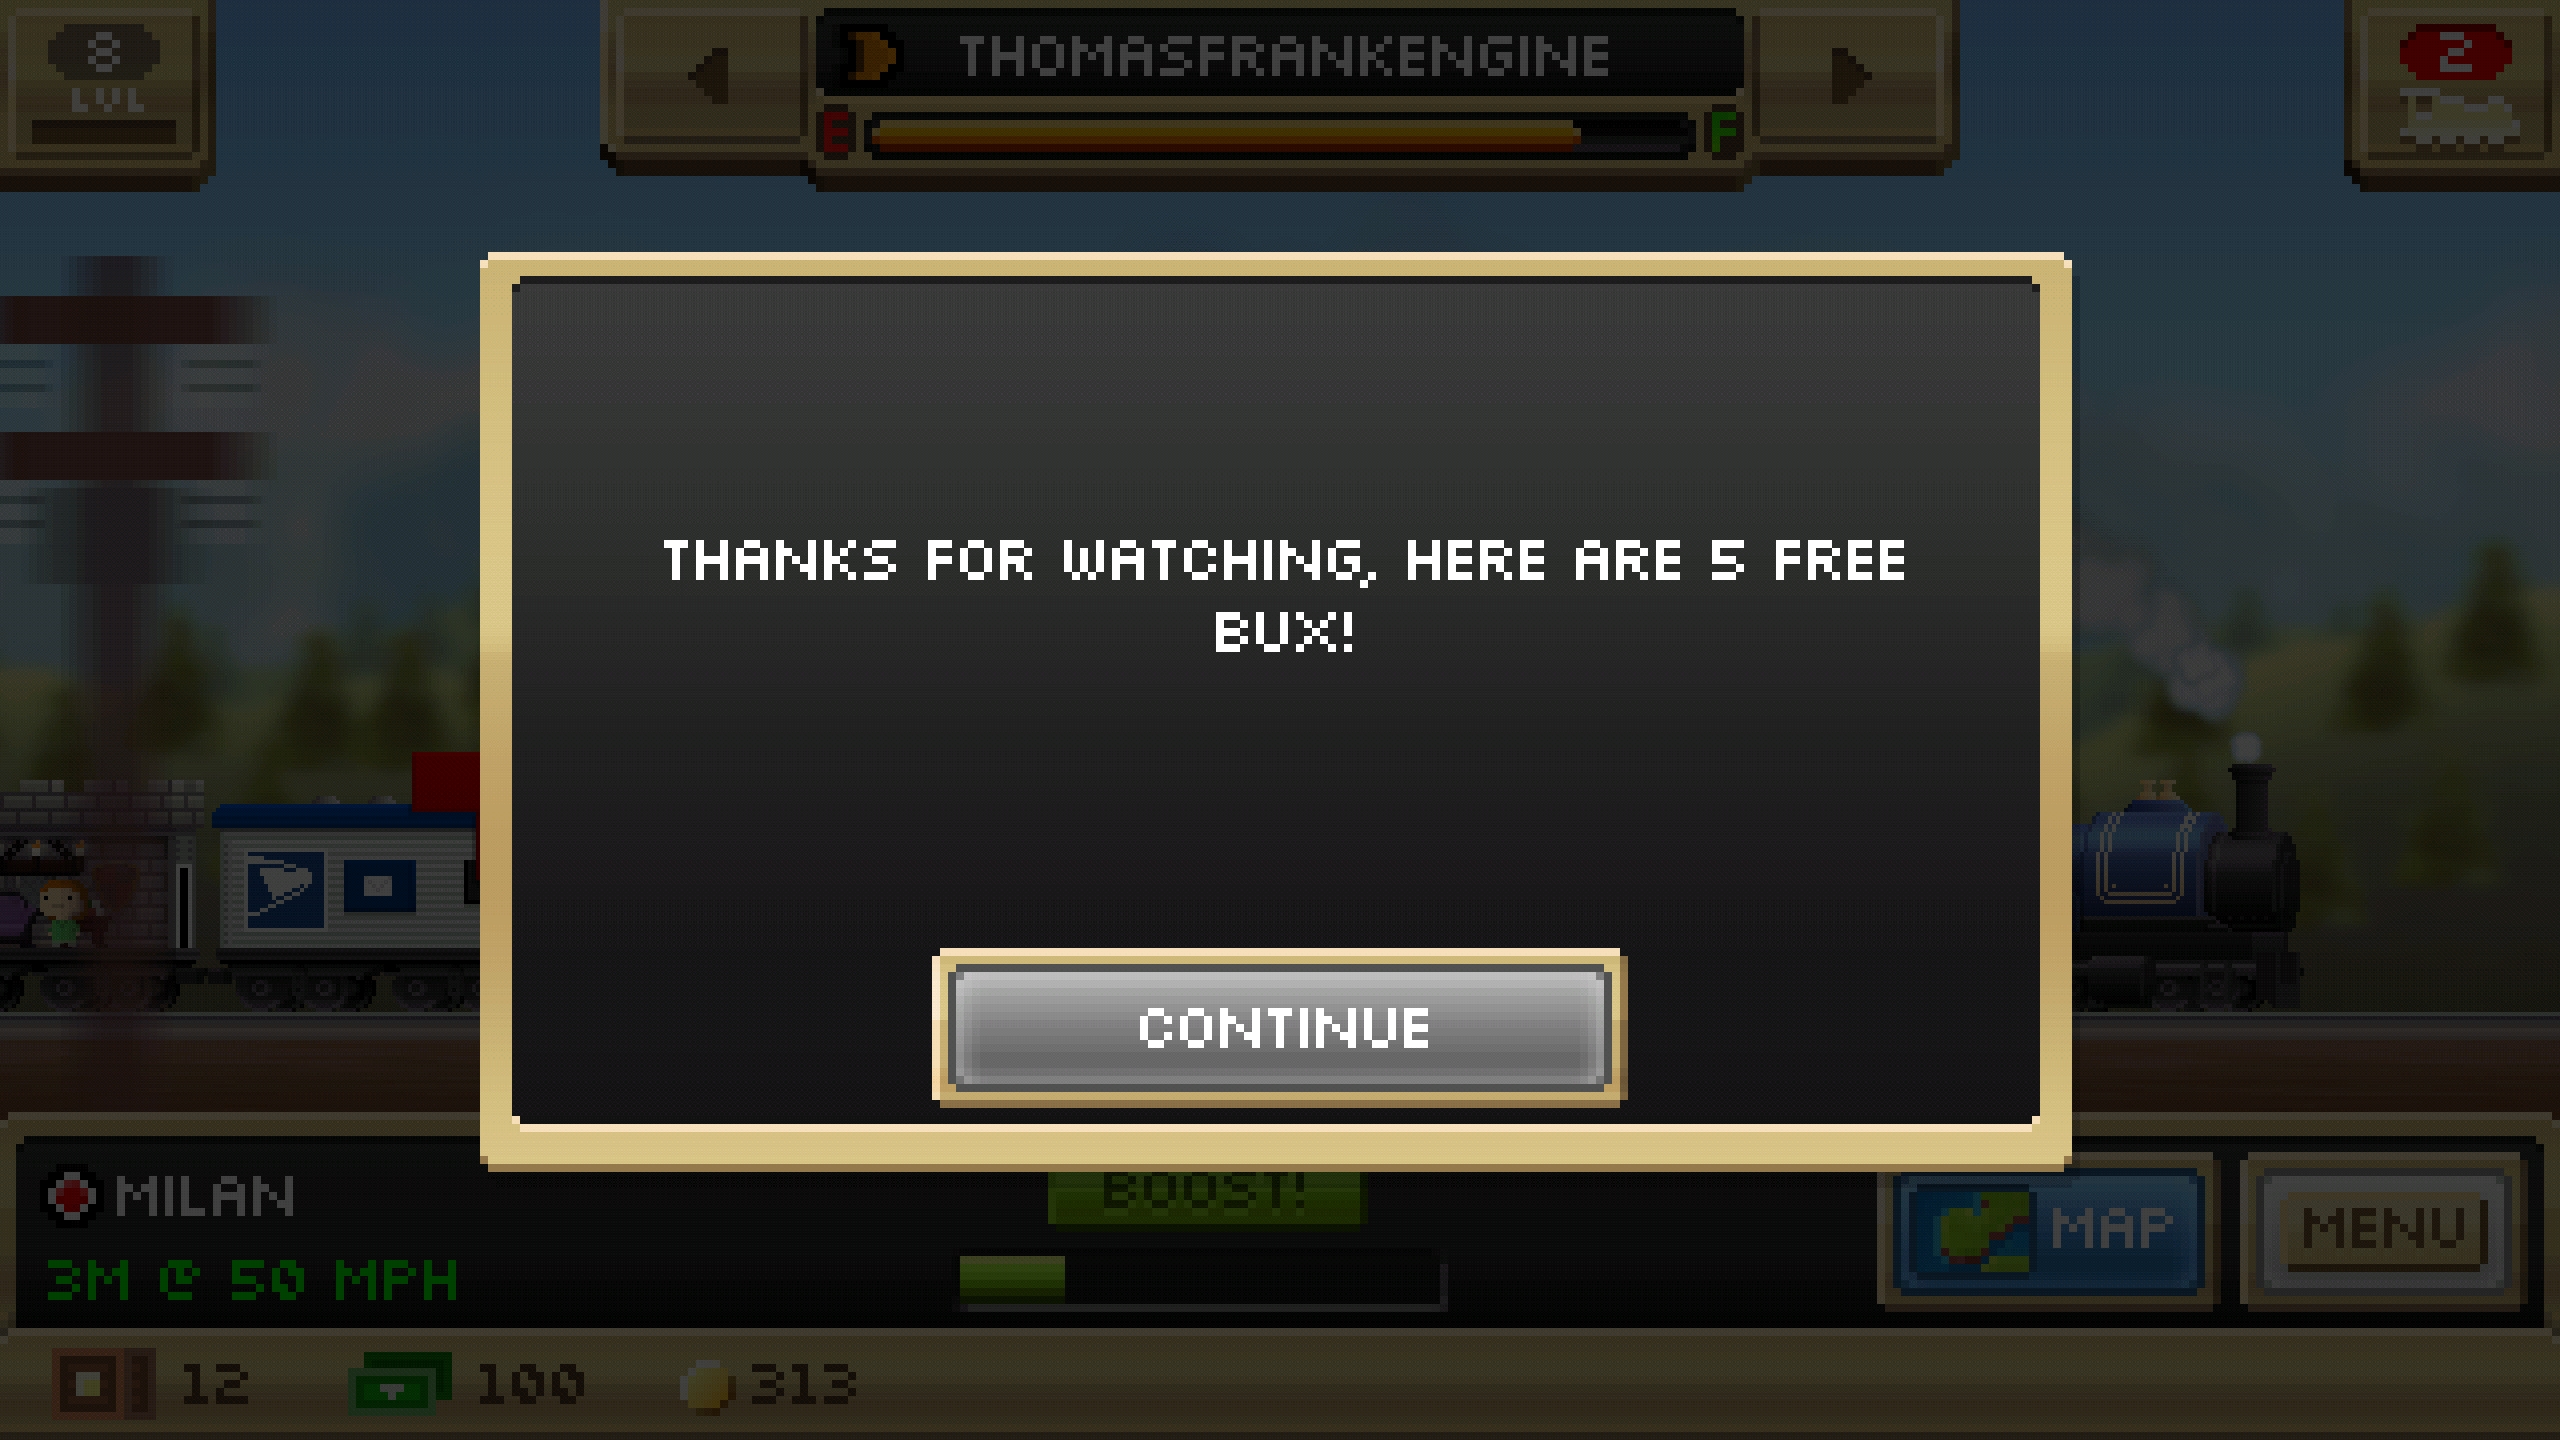 8
LVL
THOMASFRANKENGINE
E
F
2
THANKS FOR WATCHING, HERE ARE 5 FREE
BUX!
CONTINUE
MILAN
3M @ 50 MPH
BOOST!
MAP
MENU
12
100
313